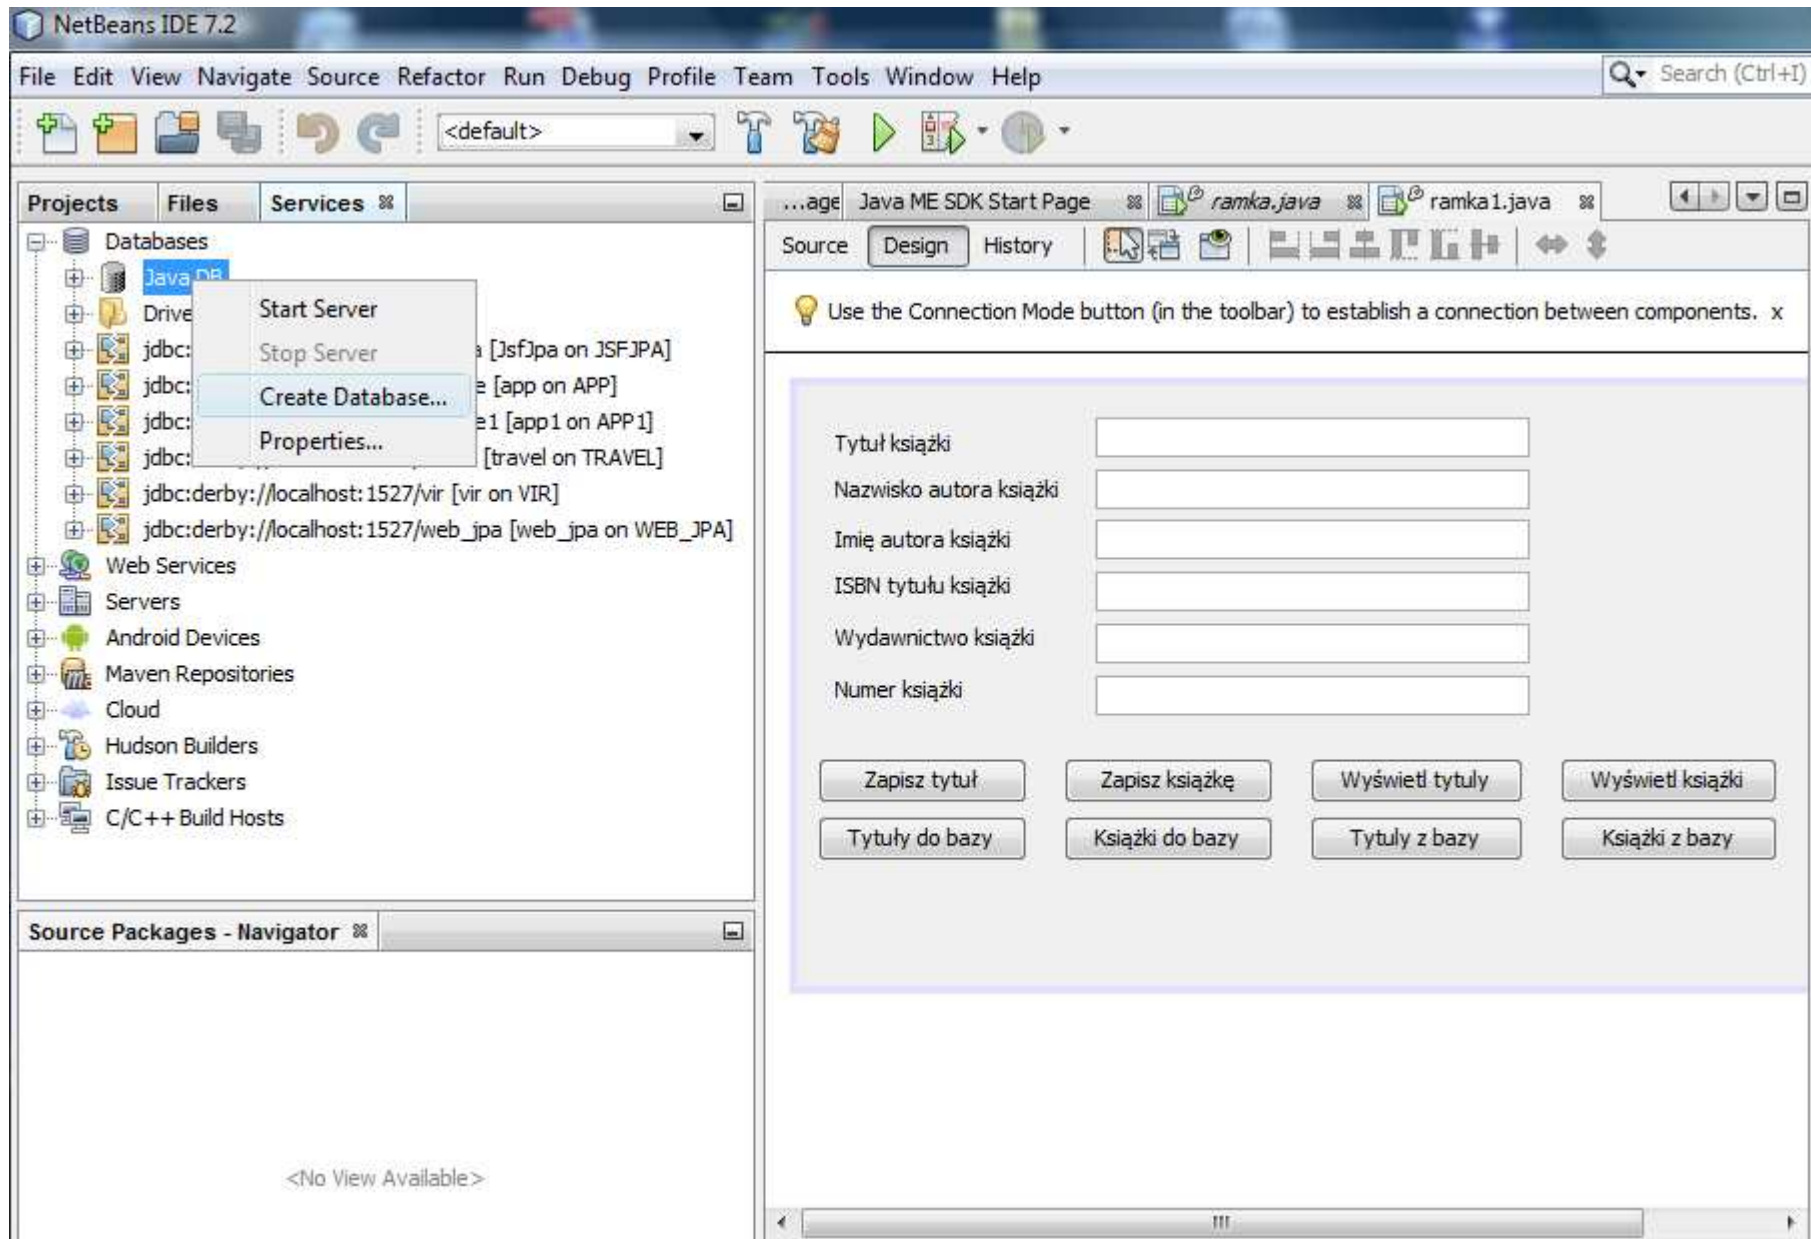 NetBeans IDE 7.2
File Edit View Navigate Source Refactor Run Debug Profile Team Tools Window Help
Search (Ctrl+I)
<default>
Projects Files Services
Databases
Java DB
Drive
jdbc: a [JsfJpa on JSFJPA]
jdbc: e [app on APP]
jdbc: e1 [app1 on APP1]
jdbc: [travel on TRAVEL]
jdbc:derby://localhost:1527/vir [vir on VIR]
jdbc:derby://localhost:1527/web_jpa [web_jpa on WEB_JPA]
Web Services
Servers
Android Devices
Maven Repositories
Cloud
Hudson Builders
Issue Trackers
C/C++ Build Hosts
Start Server
Stop Server
Create Database...
Properties...
Source Packages - Navigator
<No View Available>
...age Java ME SDK Start Page ramka.java ramka1.java
Source Design History
Use the Connection Mode button (in the toolbar) to establish a connection between components. x
Tytuł książki
Nazwisko autora książki
Imię autora książki
ISBN tytułu książki
Wydawnictwo książki
Numer książki
Zapisz tytuł Zapisz książkę Wyświetl tytuly Wyświetl książki
Tytuły do bazy Książki do bazy Tytuly z bazy Książki z bazy